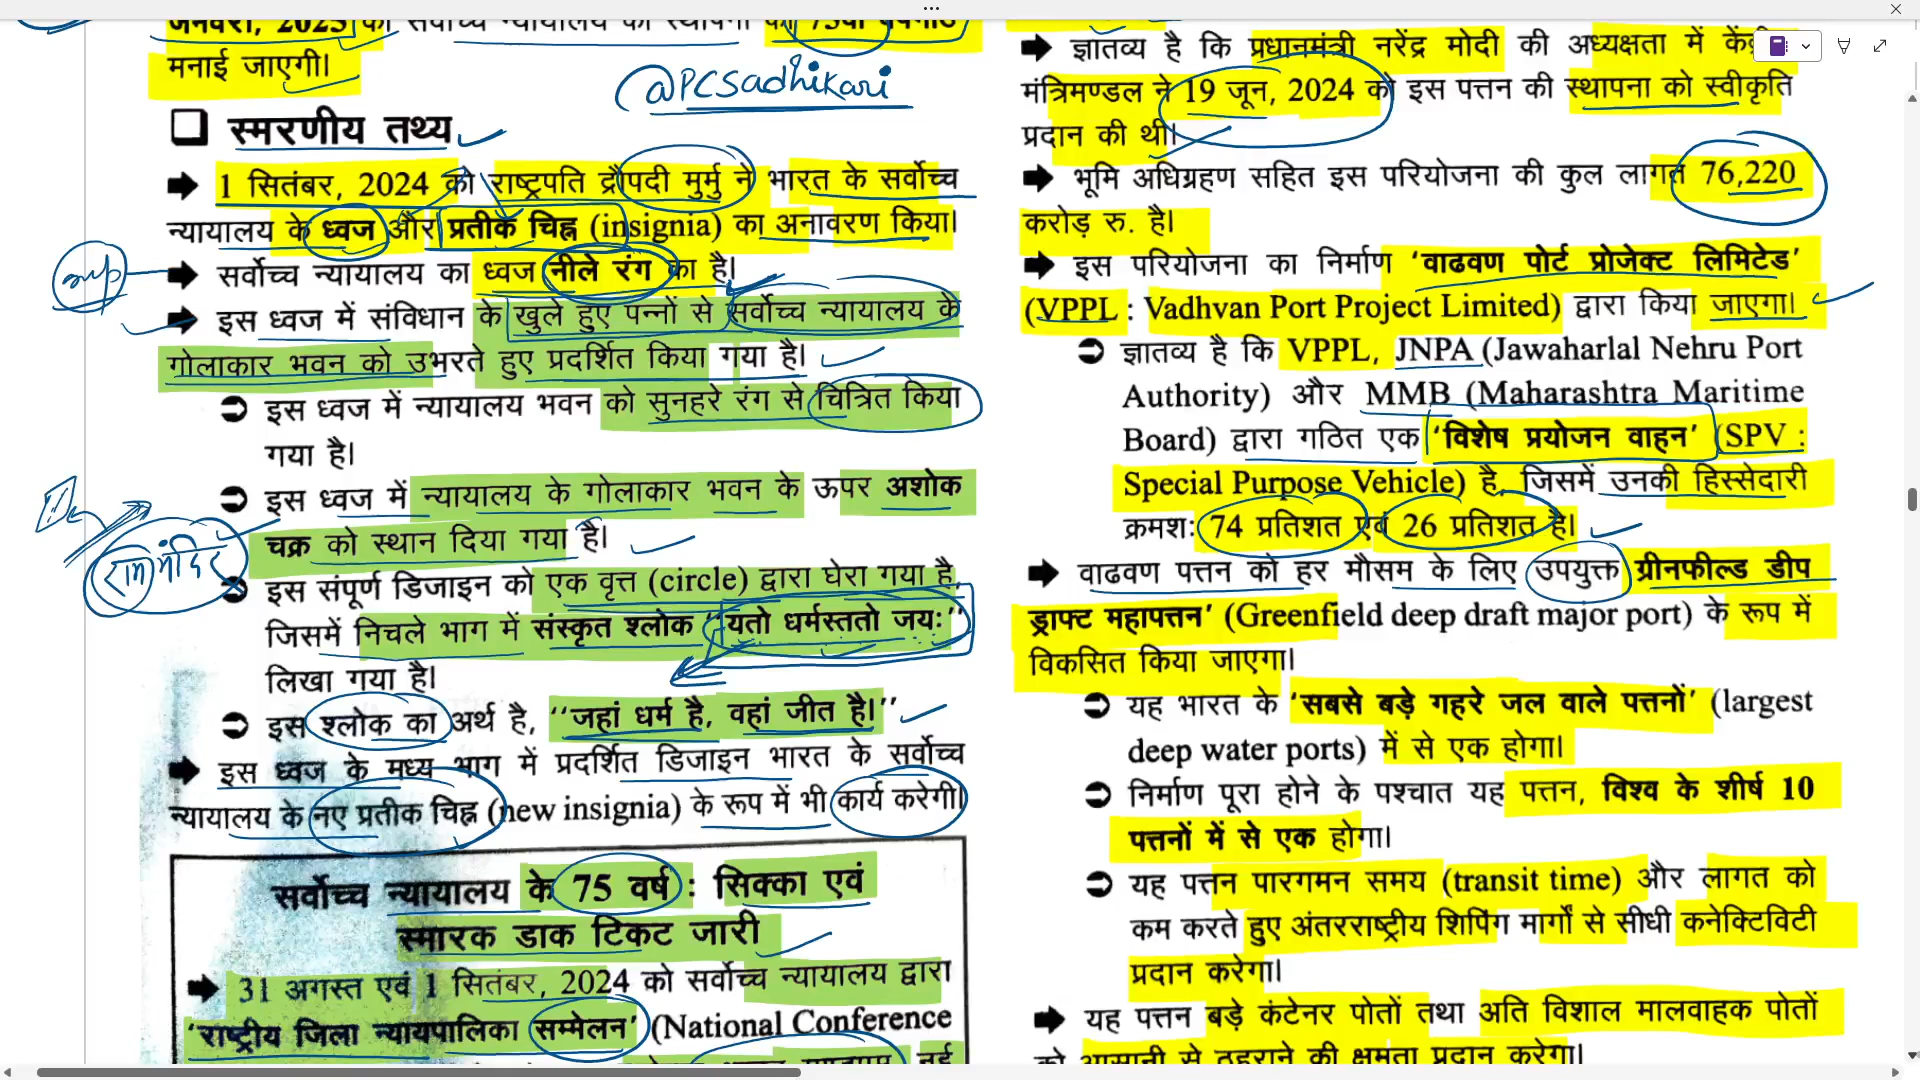 जनवरी, 2025 को सर्वोच्च न्यायालय की स्थापना की 75वीं वर्षगांठ
मनाई जाएगी।
@PCSadhikari
❑ स्मरणीय तथ्य
➡ 1 सितंबर, 2024 को राष्ट्रपति द्रौपदी मुर्मु ने भारत के सर्वोच्च
न्यायालय के ध्वज और प्रतीक चिह्न (insignia) का अनावरण किया।
imp
➡ सर्वोच्च न्यायालय का ध्वज नीले रंग का है।
➡ इस ध्वज में संविधान के खुले हुए पन्नों से सर्वोच्च न्यायालय के
गोलाकार भवन को उभरते हुए प्रदर्शित किया गया है।
➲ इस ध्वज में न्यायालय भवन को सुनहरे रंग से चित्रित किया
गया है।
➲ इस ध्वज में न्यायालय के गोलाकार भवन के ऊपर अशोक
चक्र को स्थान दिया गया है।
राम मंदिर
➲ इस संपूर्ण डिजाइन को एक वृत्त (circle) द्वारा घेरा गया है,
जिसमें निचले भाग में संस्कृत श्लोक ''यतो धर्मस्ततो जयः''
लिखा गया है।
➲ इस श्लोक का अर्थ है, ''जहां धर्म है, वहां जीत है।''
➡ इस ध्वज के मध्य भाग में प्रदर्शित डिजाइन भारत के सर्वोच्च
न्यायालय के नए प्रतीक चिह्न (new insignia) के रूप में भी कार्य करेगी।
सर्वोच्च न्यायालय के 75 वर्ष : सिक्का एवं
स्मारक डाक टिकट जारी
➡ 31 अगस्त एवं 1 सितंबर, 2024 को सर्वोच्च न्यायालय द्वारा
'राष्ट्रीय जिला न्यायपालिका सम्मेलन' (National Conference
➡ ज्ञातव्य है कि प्रधानमंत्री नरेंद्र मोदी की अध्यक्षता में
मंत्रिमण्डल ने 19 जून, 2024 को इस पत्तन की स्थापना को स्वीकृति
प्रदान की थी।
➡ भूमि अधिग्रहण सहित इस परियोजना की कुल लागत 76,220
करोड़ रु. है।
➡ इस परियोजना का निर्माण 'वाढवण पोर्ट प्रोजेक्ट लिमिटेड'
(VPPL : Vadhvan Port Project Limited) द्वारा किया जाएगा।
➲ ज्ञातव्य है कि VPPL, JNPA (Jawaharlal Nehru Port
Authority) और MMB (Maharashtra Maritime
Board) द्वारा गठित एक 'विशेष प्रयोजन वाहन' (SPV :
Special Purpose Vehicle) है, जिसमें उनकी हिस्सेदारी
क्रमश: 74 प्रतिशत एवं 26 प्रतिशत है।
➡ वाढवण पत्तन को हर मौसम के लिए उपयुक्त ग्रीनफील्ड डीप
ड्राफ्ट महापत्तन' (Greenfield deep draft major port) के रूप में
विकसित किया जाएगा।
➲ यह भारत के 'सबसे बड़े गहरे जल वाले पत्तनों' (largest
deep water ports) में से एक होगा।
➲ निर्माण पूरा होने के पश्चात यह पत्तन, विश्व के शीर्ष 10
पत्तनों में से एक होगा।
➲ यह पत्तन पारगमन समय (transit time) और लागत को
कम करते हुए अंतरराष्ट्रीय शिपिंग मार्गों से सीधी कनेक्टिविटी
प्रदान करेगा।
➡ यह पत्तन बड़े कंटेनर पोतों तथा अति विशाल मालवाहक पोतों
को आसानी से ठहराने की क्षमता प्रदान करेगा।